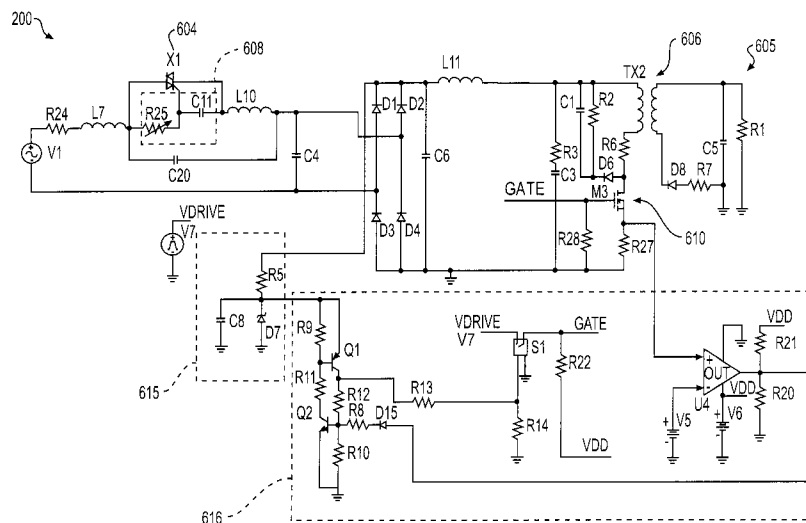 200
604
X1
608
606
605
L11
TX2
R24
L7
R25
C11
L10
D1
D2
C1
R2
V1
C20
C4
C6
R3
C3
R6
D6
D8
R7
C5
R1
GATE
M3
VDRIVE
V7
D3
D4
R28
R27
610
R5
C8
D7
R9
Q1
VDRIVE
V7
S1
GATE
R22
VDD
R21
+
OUT
-
VDD
U4
R20
R11
R12
R13
Q2
R8
D15
R14
+
V5
-
+
V6
-
615
R10
VDD
616